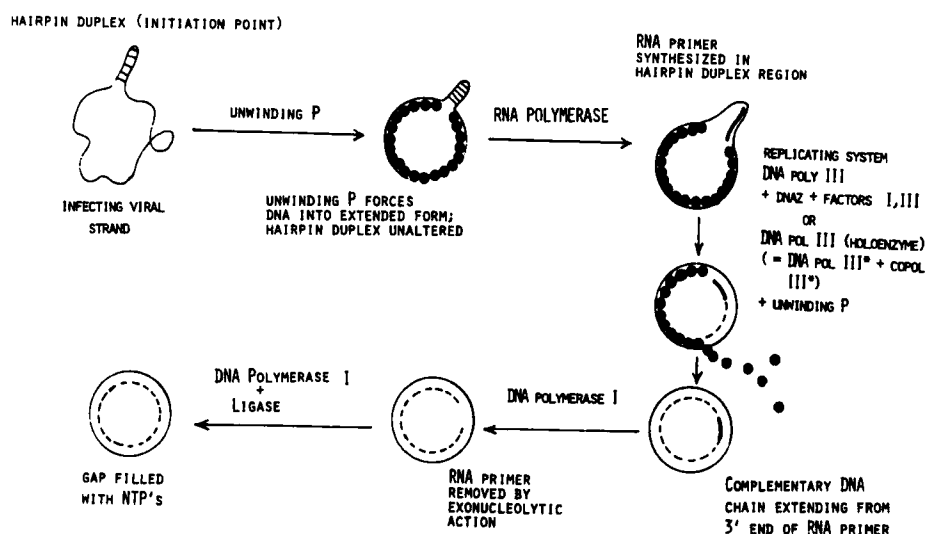 HAIRPIN DUPLEX (INITIATION POINT)
UNWINDING P
RNA POLYMERASE
RNA PRIMER
SYNTHESIZED IN
HAIRPIN DUPLEX REGION
INFECTING VIRAL
STRAND
UNWINDING P FORCES
DNA INTO EXTENDED FORM;
HAIRPIN DUPLEX UNALTERED
REPLICATING SYSTEM
DNA POLY III
+ DNAZ + FACTORS I,III
OR
DNA POL III (HOLOENZYME)
(= DNA POL III* + COPOL
III*)
+ UNWINDING P
DNA POLYMERASE I
+
LIGASE
DNA POLYMERASE I
GAP FILLED
WITH NTP'S
RNA PRIMER
REMOVED BY
EXONUCLEOLYTIC
ACTION
COMPLEMENTARY DNA
CHAIN EXTENDING FROM
3' END OF RNA PRIMER